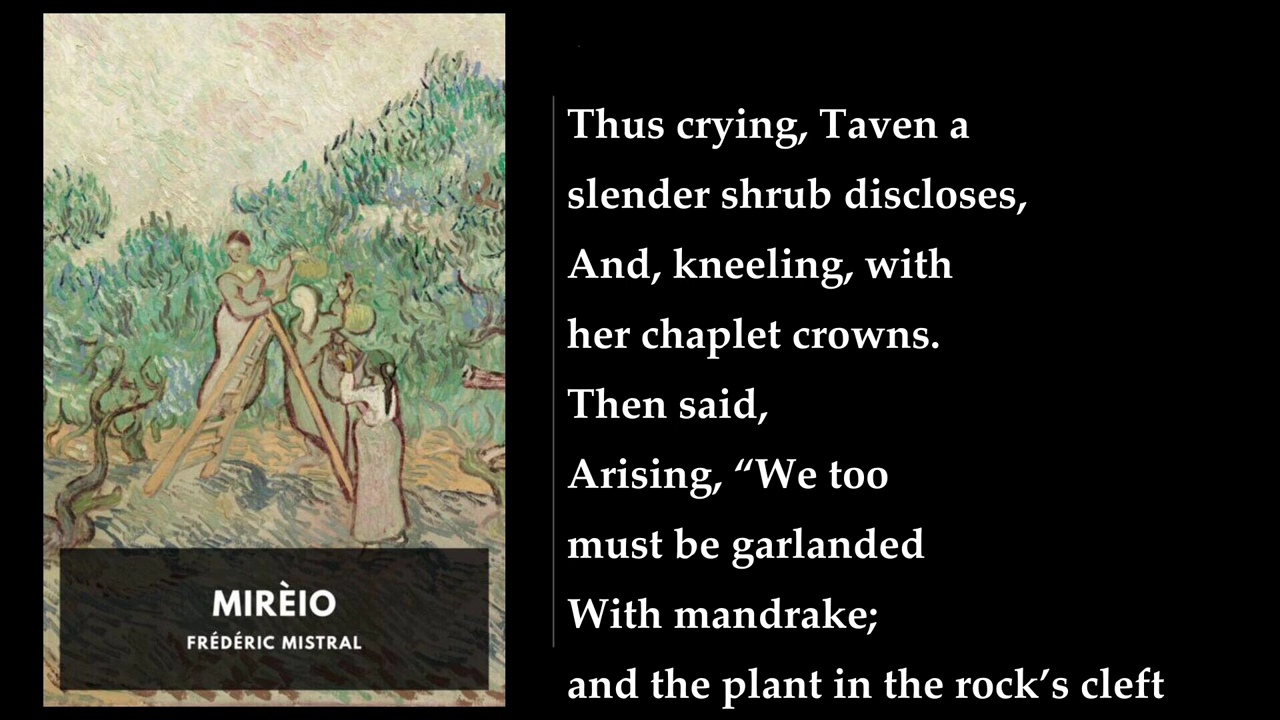 MIRÈIO
FRÉDÉRIC MISTRAL
Thus crying, Taven a
slender shrub discloses,
And, kneeling, with
her chaplet crowns.
Then said,
Arising, “We too
must be garlanded
With mandrake;
and the plant in the rock’s cleft